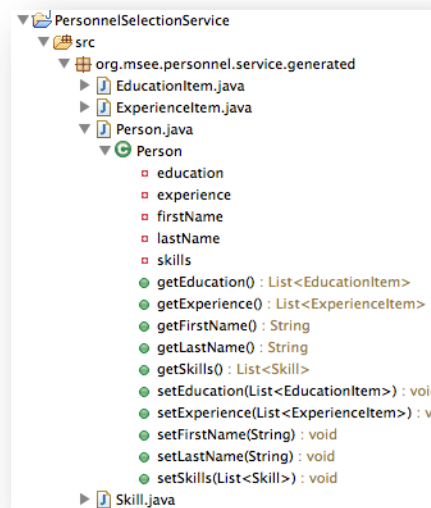 PersonnelSelectionService
src
org.msee.personnel.service.generated
EducationItem.java
ExperienceItem.java
Person.java
Person
education
experience
firstName
lastName
skills
getEducation() : List<EducationItem>
getExperience() : List<ExperienceItem>
getFirstName() : String
getLastName() : String
getSkills() : List<Skill>
setEducation(List<EducationItem>) : voi
setExperience(List<ExperienceItem>) : v
setFirstName(String) : void
setLastName(String) : void
setSkills(List<Skill>) : void
Skill.java